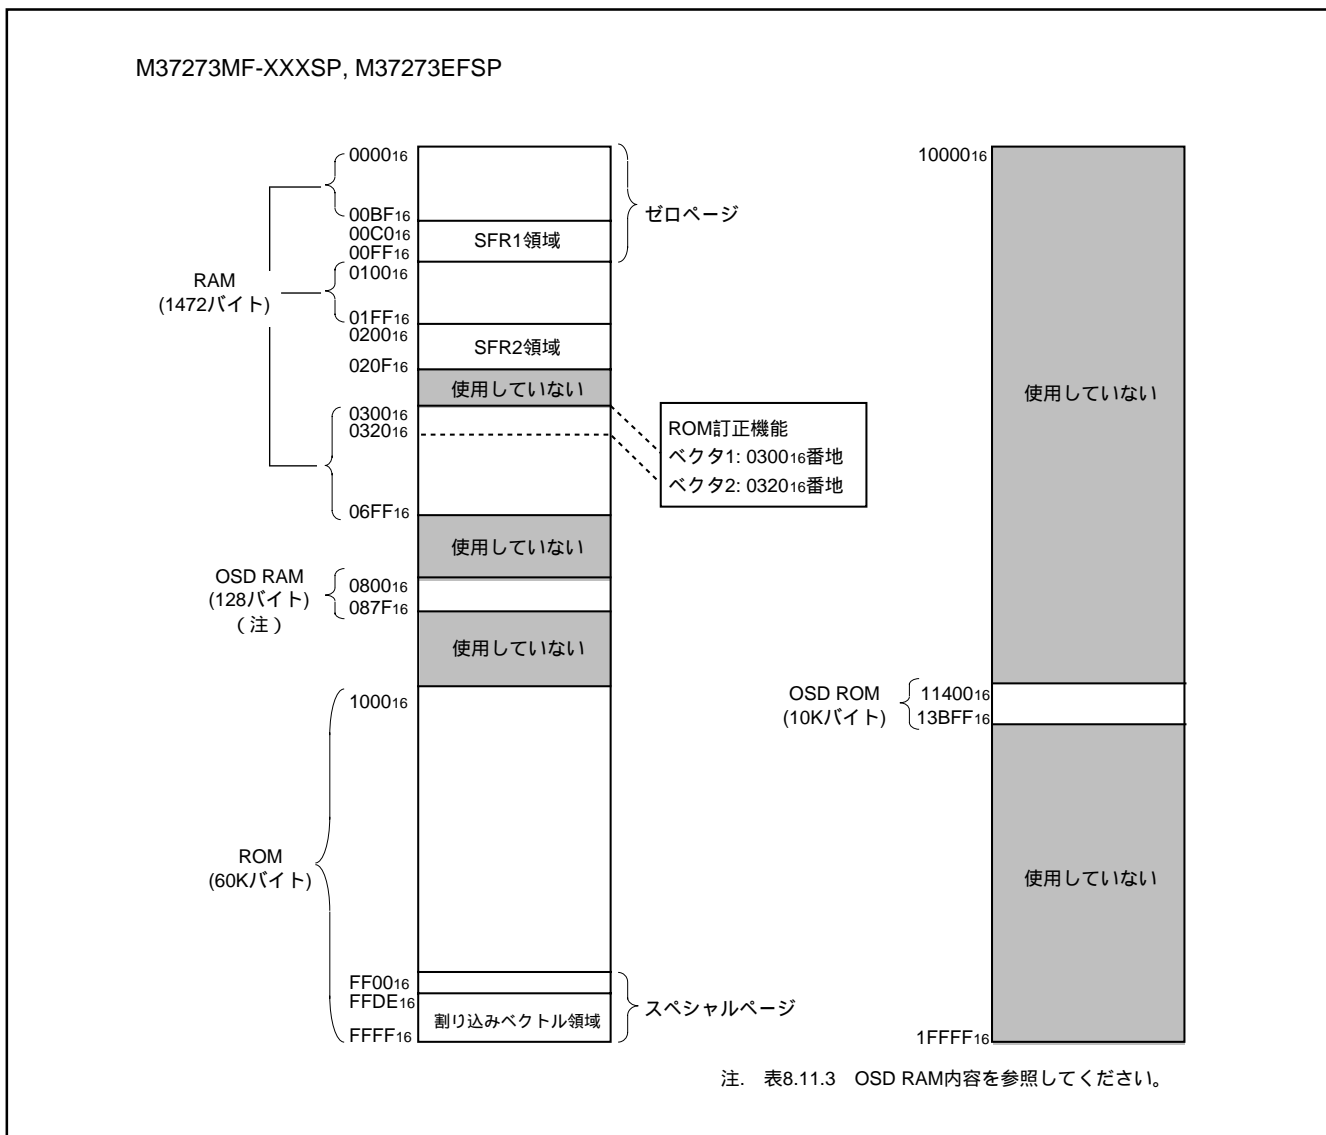 M37273MF-XXXSP, M37273EFSP
000016
00BF16
00C016
00FF16
010016
01FF16
020016
020F16
030016
032016
06FF16
080016
087F16
100016
FF0016
FFDE16
FFFF16
RAM
(1472バイト)
OSD RAM
(128バイト)
(注)
ROM
(60Kバイト)
SFR1領域
SFR2領域
使用していない
使用していない
使用していない
割り込みベクトル領域
ゼロページ
ROM訂正機能
ベクタ1: 030016番地
ベクタ2: 032016番地
スペシャルページ
1000016
使用していない
OSD ROM
(10Kバイト)
1140016
13BFF16
使用していない
1FFFF16
注. 表8.11.3 OSD RAM内容を参照してください。